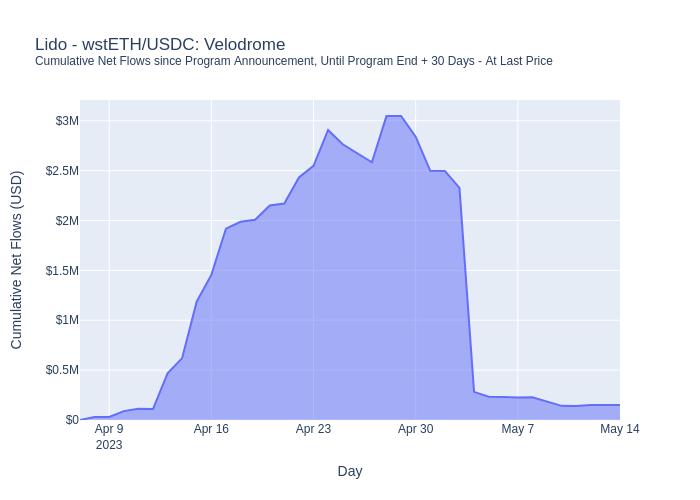 Lido - wstETH/USDC: Velodrome
Cumulative Net Flows since Program Announcement, Until Program End + 30 Days - At Last Price
Cumulative Net Flows (USD)
$3M
$2.5M
$2M
$1.5M
$1M
$0.5M
$0
Apr 9
2023
Apr 16
Apr 23
Apr 30
May 7
May 14
Day